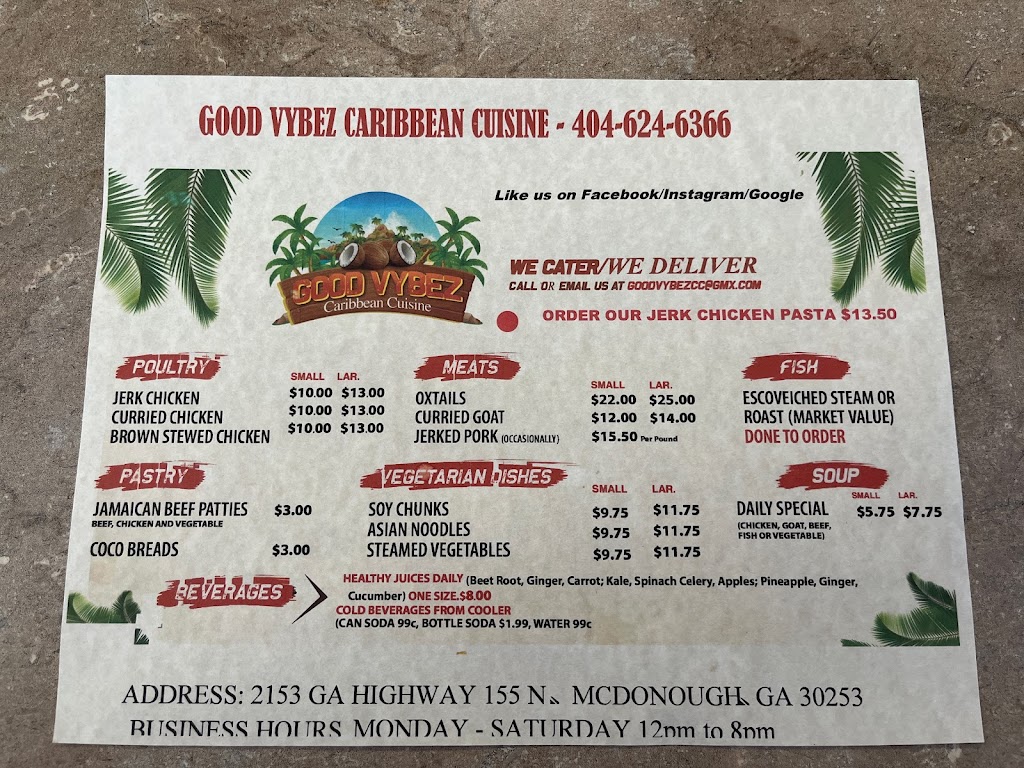 GOOD VYBEZ CARIBBEAN CUISINE - 404-624-6366
Like us on Facebook/Instagram/Google
GOOD VYBEZ
Caribbean Cuisine
WE CATER/WE DELIVER
CALL OR EMAIL US AT GOODVYBEZCC@GMX.COM
ORDER OUR JERK CHICKEN PASTA $13.50
POULTRY
SMALL LAR.
JERK CHICKEN $10.00 $13.00
CURRIED CHICKEN $10.00 $13.00
BROWN STEWED CHICKEN $10.00 $13.00
MEATS
SMALL LAR.
OXTAILS $22.00 $25.00
CURRIED GOAT $12.00 $14.00
JERKED PORK (OCCASIONALLY) $15.50 Per Pound
FISH
ESCOVEICHED STEAM OR
ROAST (MARKET VALUE)
DONE TO ORDER
PASTRY
JAMAICAN BEEF PATTIES $3.00
BEEF, CHICKEN AND VEGETABLE
COCO BREADS $3.00
VEGETARIAN DISHES
SMALL LAR.
SOY CHUNKS $9.75 $11.75
ASIAN NOODLES $9.75 $11.75
STEAMED VEGETABLES $9.75 $11.75
SOUP
SMALL LAR.
DAILY SPECIAL $5.75 $7.75
(CHICKEN, GOAT, BEEF,
FISH OR VEGETABLE)
BEVERAGES
HEALTHY JUICES DAILY (Beet Root, Ginger, Carrot; Kale, Spinach Celery, Apples; Pineapple, Ginger,
Cucumber) ONE SIZE.$8.00
COLD BEVERAGES FROM COOLER
(CAN SODA 99c, BOTTLE SODA $1.99, WATER 99c
ADDRESS: 2153 GA HIGHWAY 155 N., MCDONOUGH, GA 30253
BUSINESS HOURS MONDAY - SATURDAY 12pm to 8pm